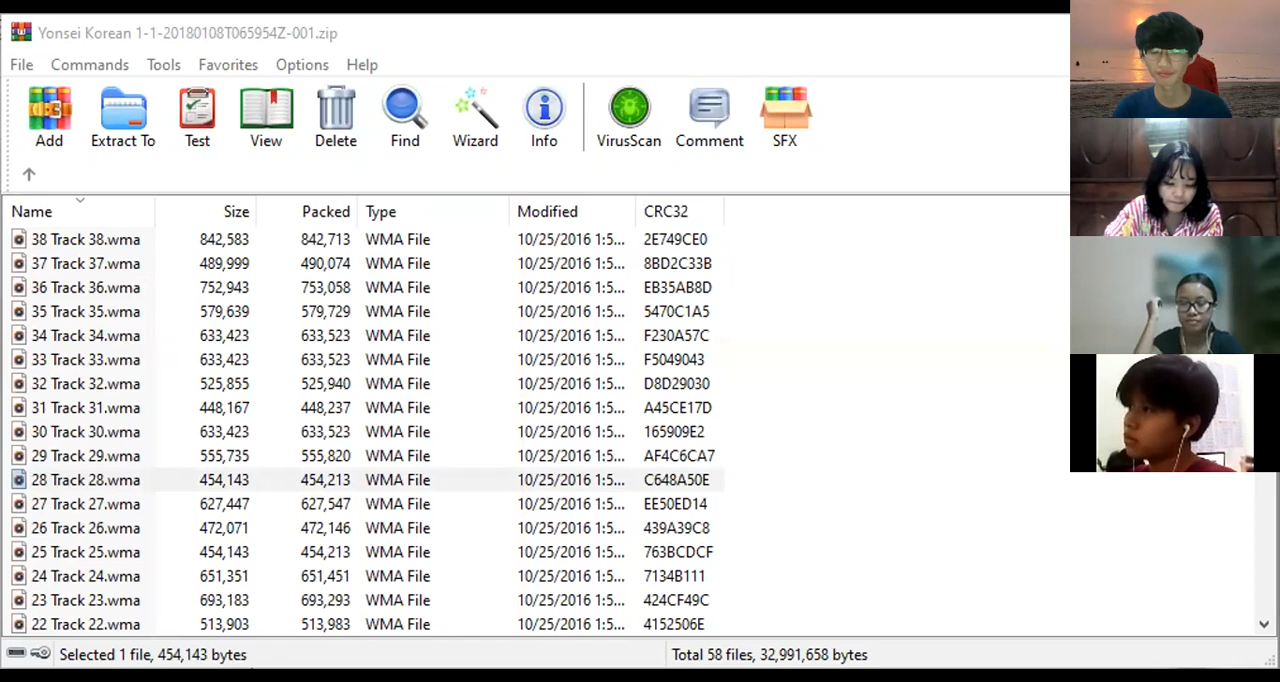 Yonsei Korean 1-1-20180108T065954Z-001.zip
File Commands Tools Favorites Options Help
Add Extract To Test View Delete Find Wizard Info VirusScan Comment SFX
Name Size Packed Type Modified CRC32
38 Track 38.wma 842,583 842,713 WMA File 10/25/2016 1:5... 2E749CE0
37 Track 37.wma 489,999 490,074 WMA File 10/25/2016 1:5... 8BD2C33B
36 Track 36.wma 752,943 753,058 WMA File 10/25/2016 1:5... EB35AB8D
35 Track 35.wma 579,639 579,729 WMA File 10/25/2016 1:5... 5470C1A5
34 Track 34.wma 633,423 633,523 WMA File 10/25/2016 1:5... F230A57C
33 Track 33.wma 633,423 633,523 WMA File 10/25/2016 1:5... F5049043
32 Track 32.wma 525,855 525,940 WMA File 10/25/2016 1:5... D8D29030
31 Track 31.wma 448,167 448,237 WMA File 10/25/2016 1:5... A45CE17D
30 Track 30.wma 633,423 633,523 WMA File 10/25/2016 1:5... 165909E2
29 Track 29.wma 555,735 555,820 WMA File 10/25/2016 1:5... AF4C6CA7
28 Track 28.wma 454,143 454,213 WMA File 10/25/2016 1:5... C648A50E
27 Track 27.wma 627,447 627,547 WMA File 10/25/2016 1:5... EE50ED14
26 Track 26.wma 472,071 472,146 WMA File 10/25/2016 1:5... 439A39C8
25 Track 25.wma 454,143 454,213 WMA File 10/25/2016 1:5... 763BCDCF
24 Track 24.wma 651,351 651,451 WMA File 10/25/2016 1:5... 7134B111
23 Track 23.wma 693,183 693,293 WMA File 10/25/2016 1:5... 424CF49C
22 Track 22.wma 513,903 513,983 WMA File 10/25/2016 1:5... 4152506E
Selected 1 file, 454,143 bytes Total 58 files, 32,991,658 bytes